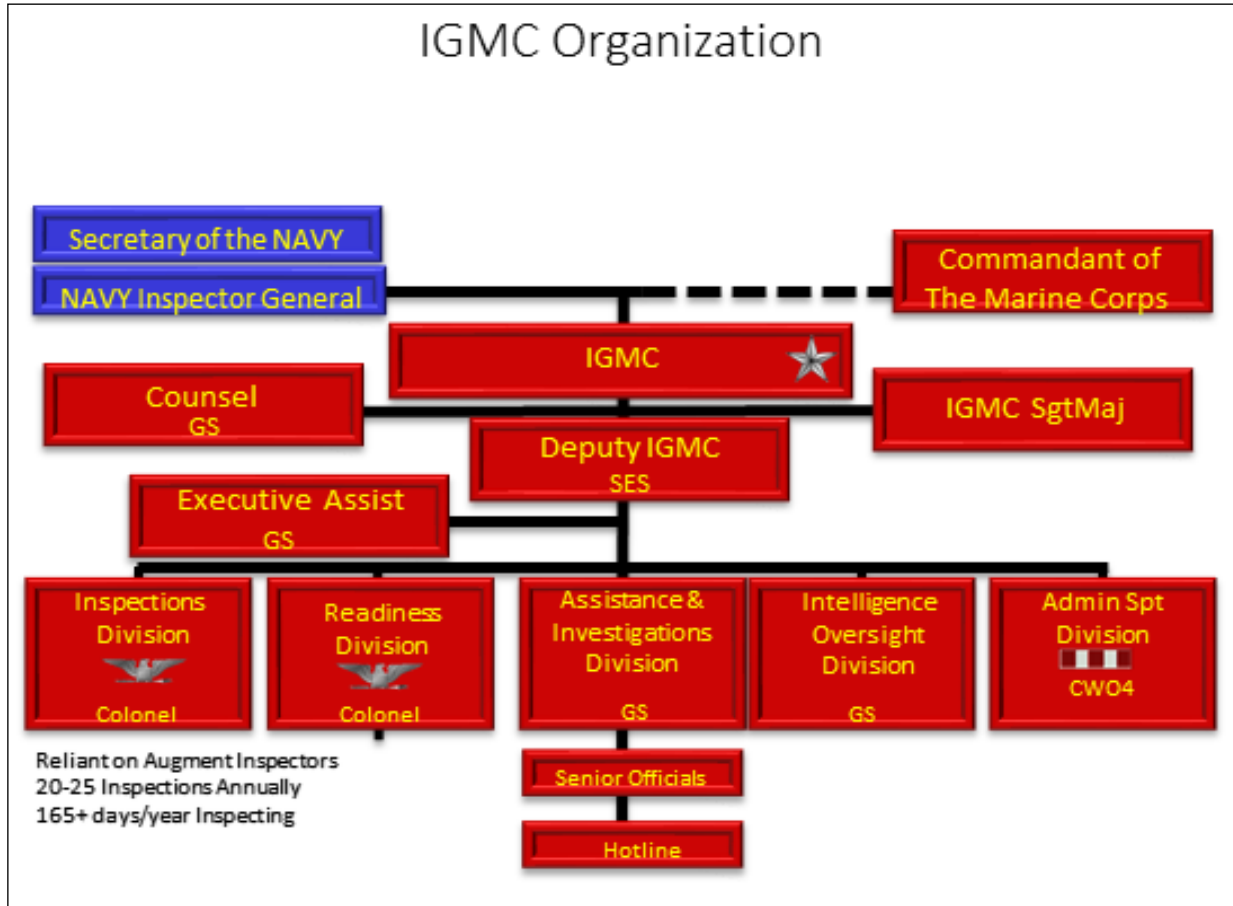 IGMC Organization
Secretary of the NAVY
NAVY Inspector General
Commandant of
The Marine Corps
IGMC
Counsel
GS
IGMC SgtMaj
Deputy IGMC
SES
Executive Assist
GS
Inspections
Division
Colonel
Readiness
Division
Colonel
Assistance &
Investigations
Division
GS
Intelligence
Oversight
Division
GS
Admin Spt
Division
CWO4
Reliant on Augment Inspectors
20-25 Inspections Annually
165+ days/year Inspecting
Senior Officials
Hotline